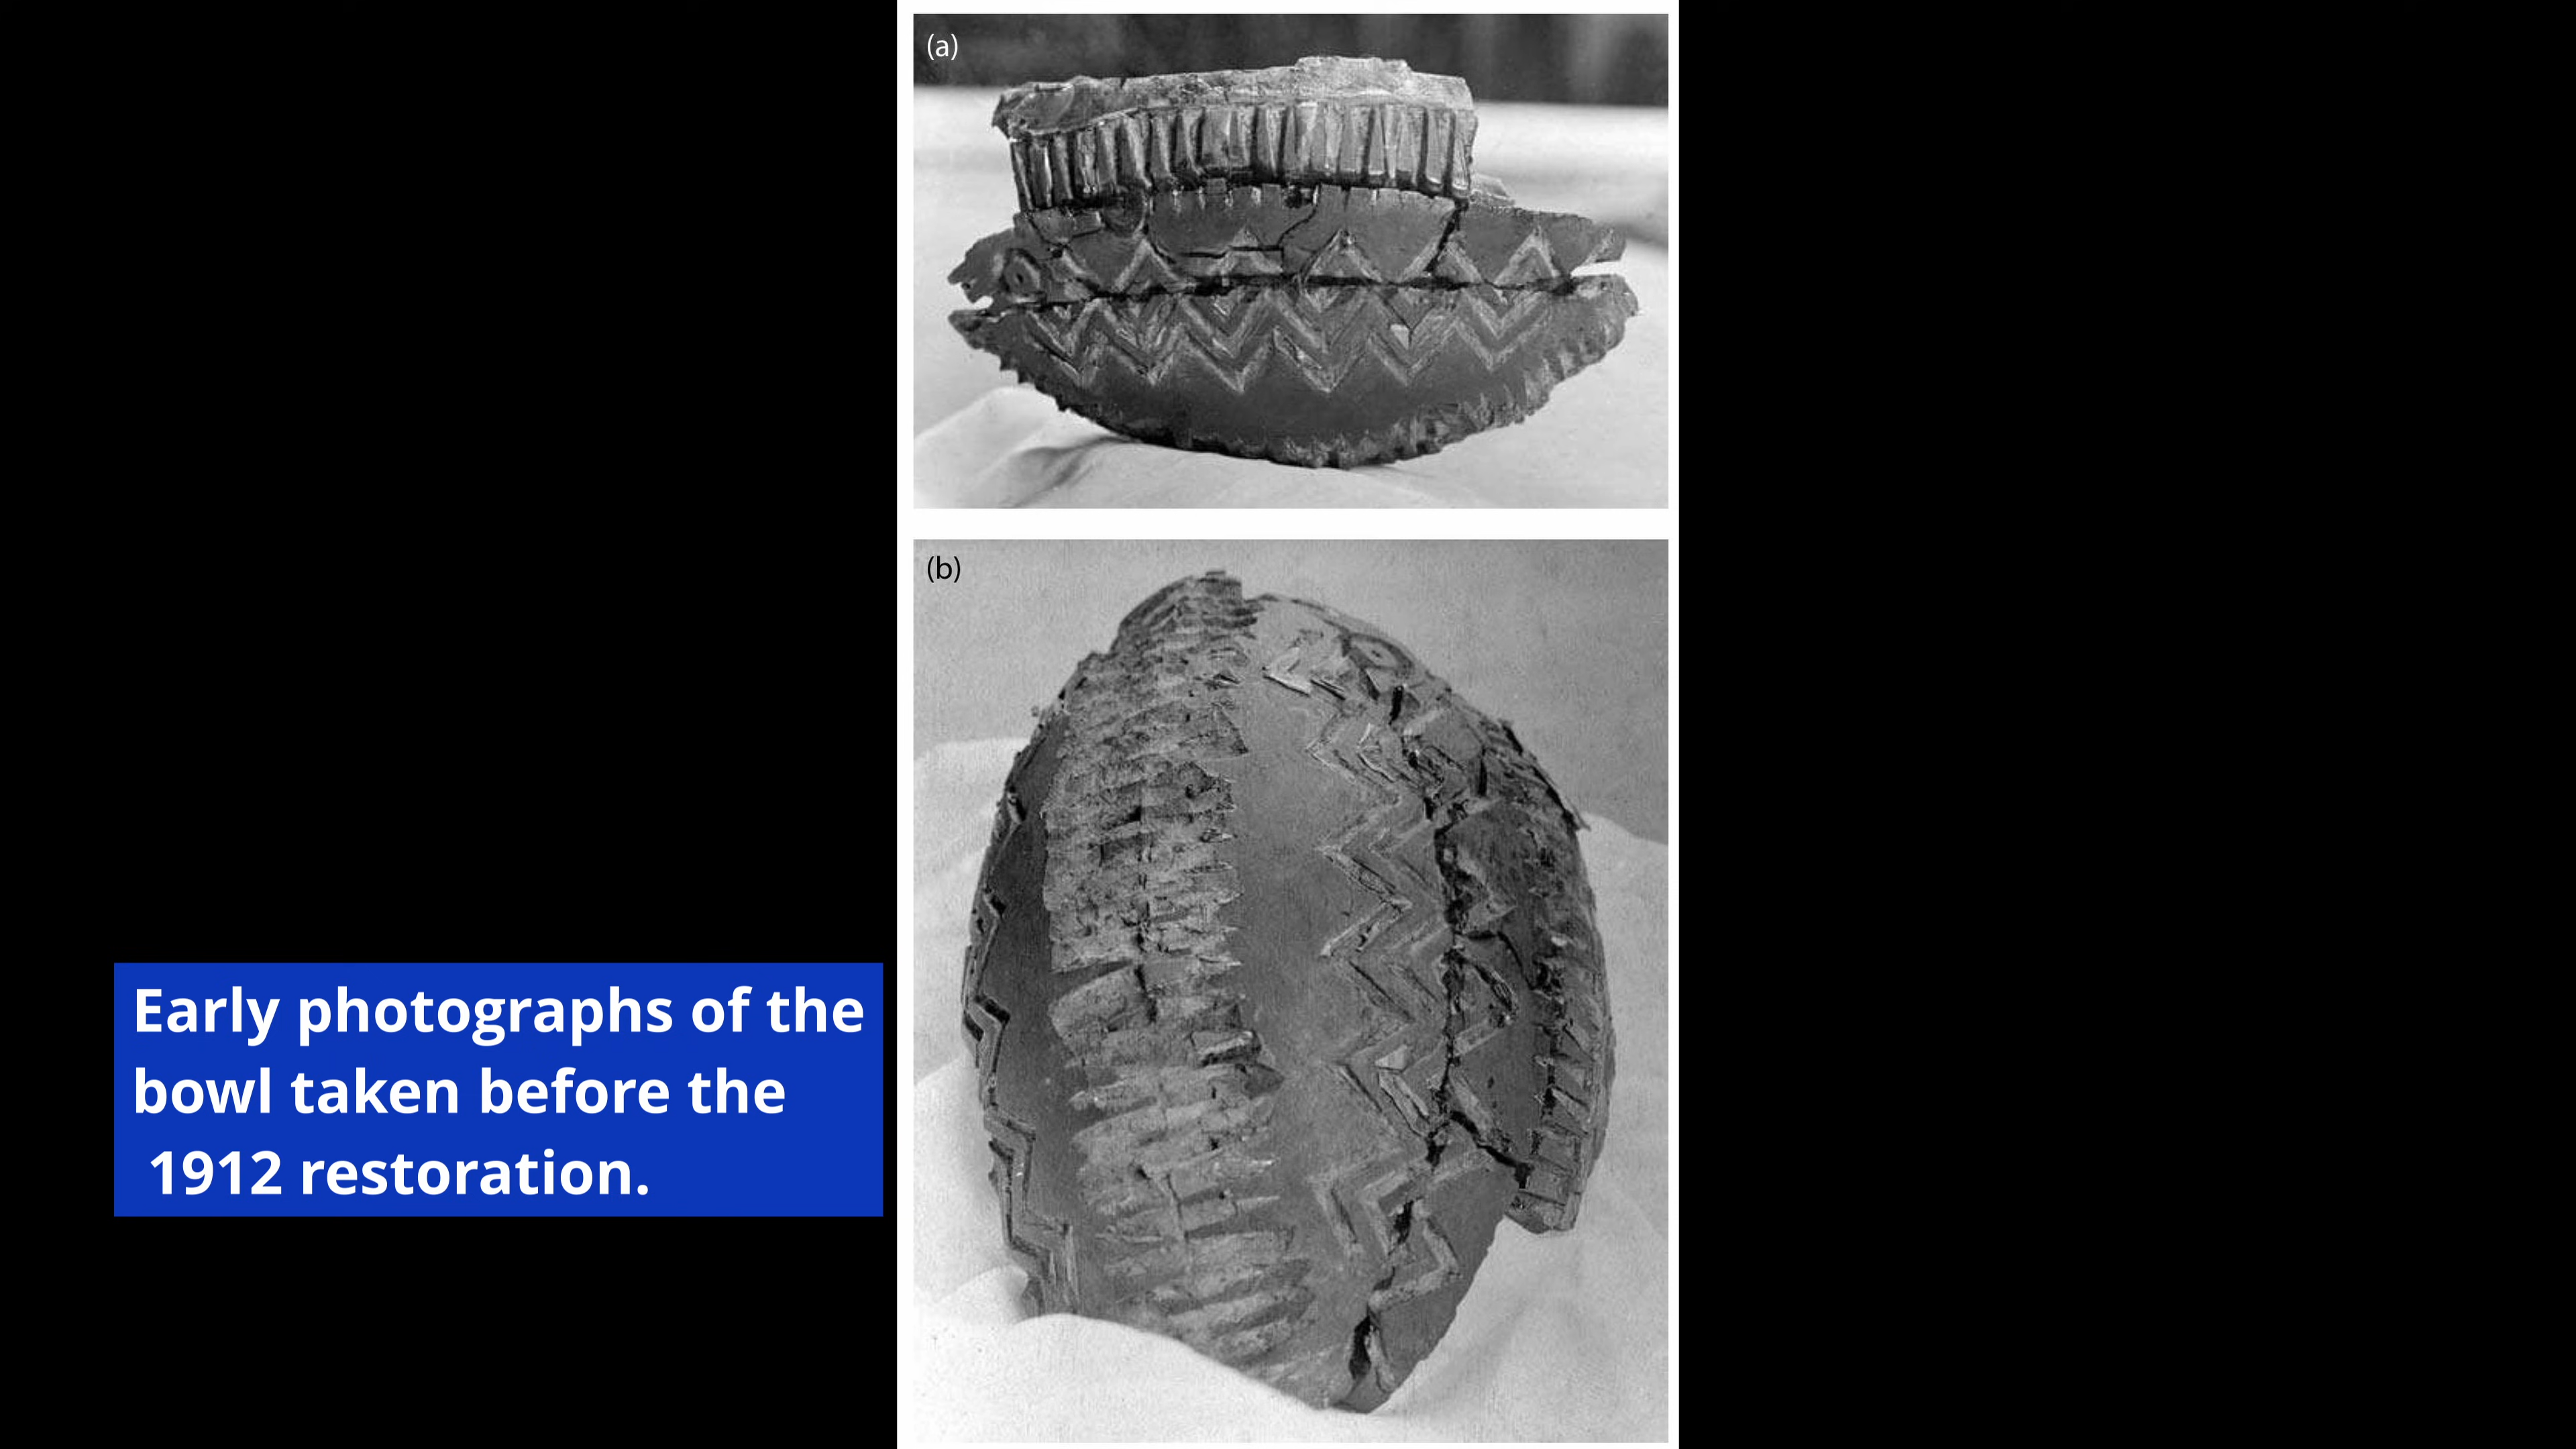 (a)
(b)
Early photographs of the
bowl taken before the
1912 restoration.